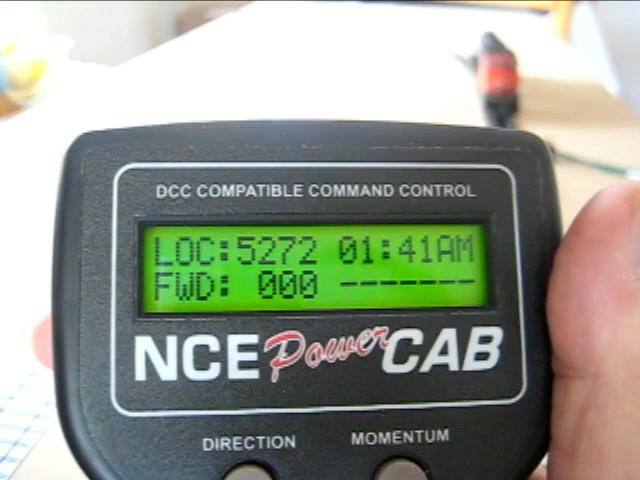 DCC COMPATIBLE COMMAND CONTROL
LOC:5272 01:41AM
FWD: 000 -------
NCE Power CAB
DIRECTION MOMENTUM